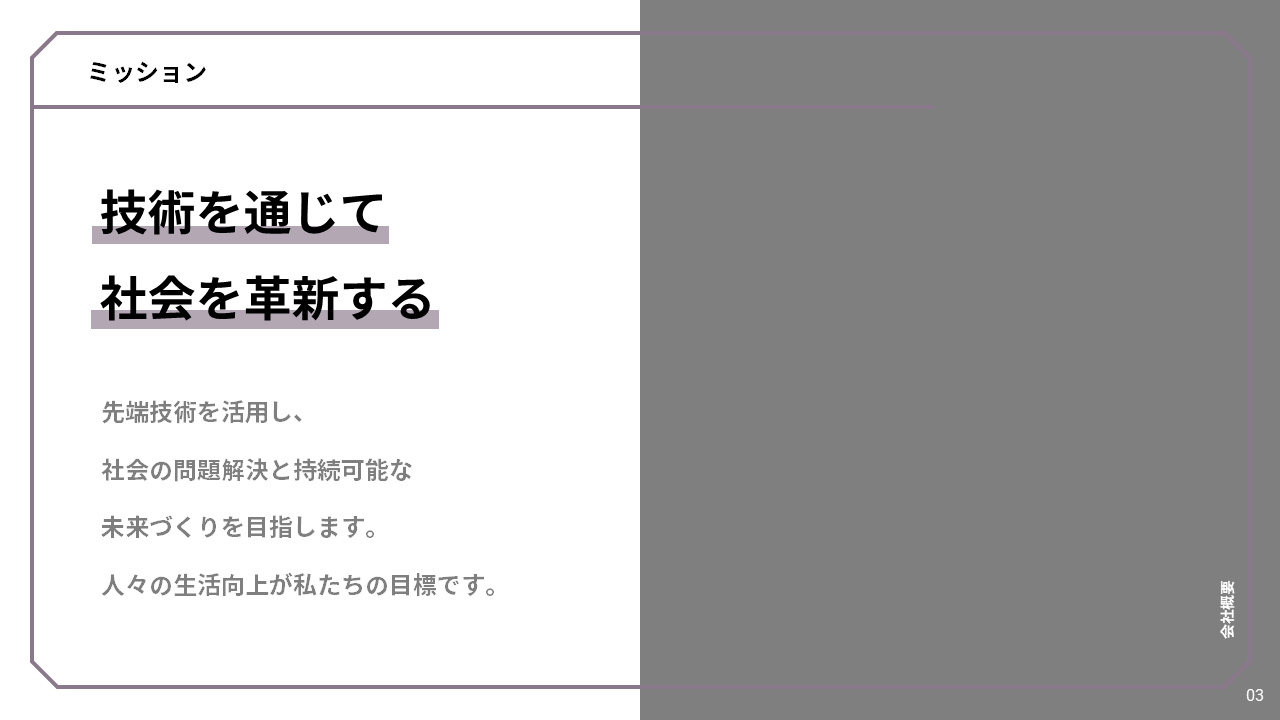 ミッション
技術を通じて
社会を革新する
先端技術を活用し、
社会の問題解決と持続可能な
未来づくりを目指します。
人々の生活向上が私たちの目標です。
会社概要
03